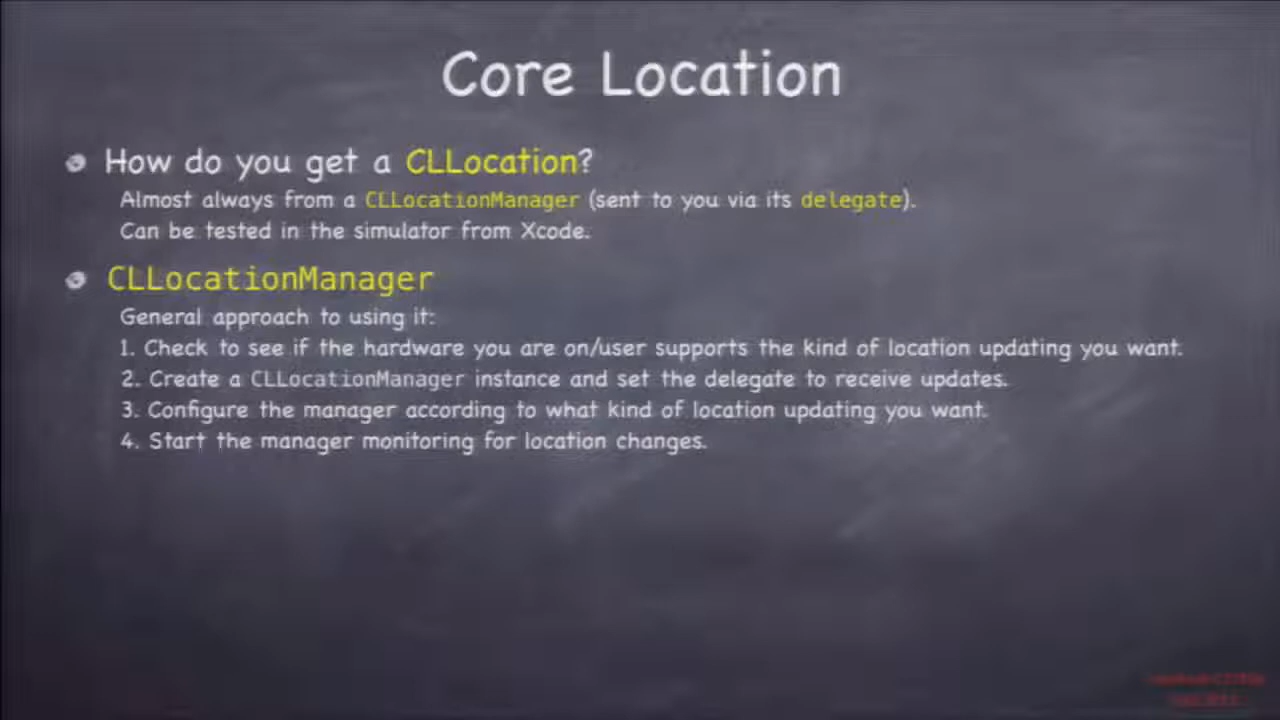 Core Location
How do you get a CLLocation?
Almost always from a CLLocationManager (sent to you via its delegate).
Can be tested in the simulator from Xcode.
CLLocationManager
General approach to using it:
1. Check to see if the hardware you are on/user supports the kind of location updating you want.
2. Create a CLLocationManager instance and set the delegate to receive updates.
3. Configure the manager according to what kind of location updating you want.
4. Start the manager monitoring for location changes.